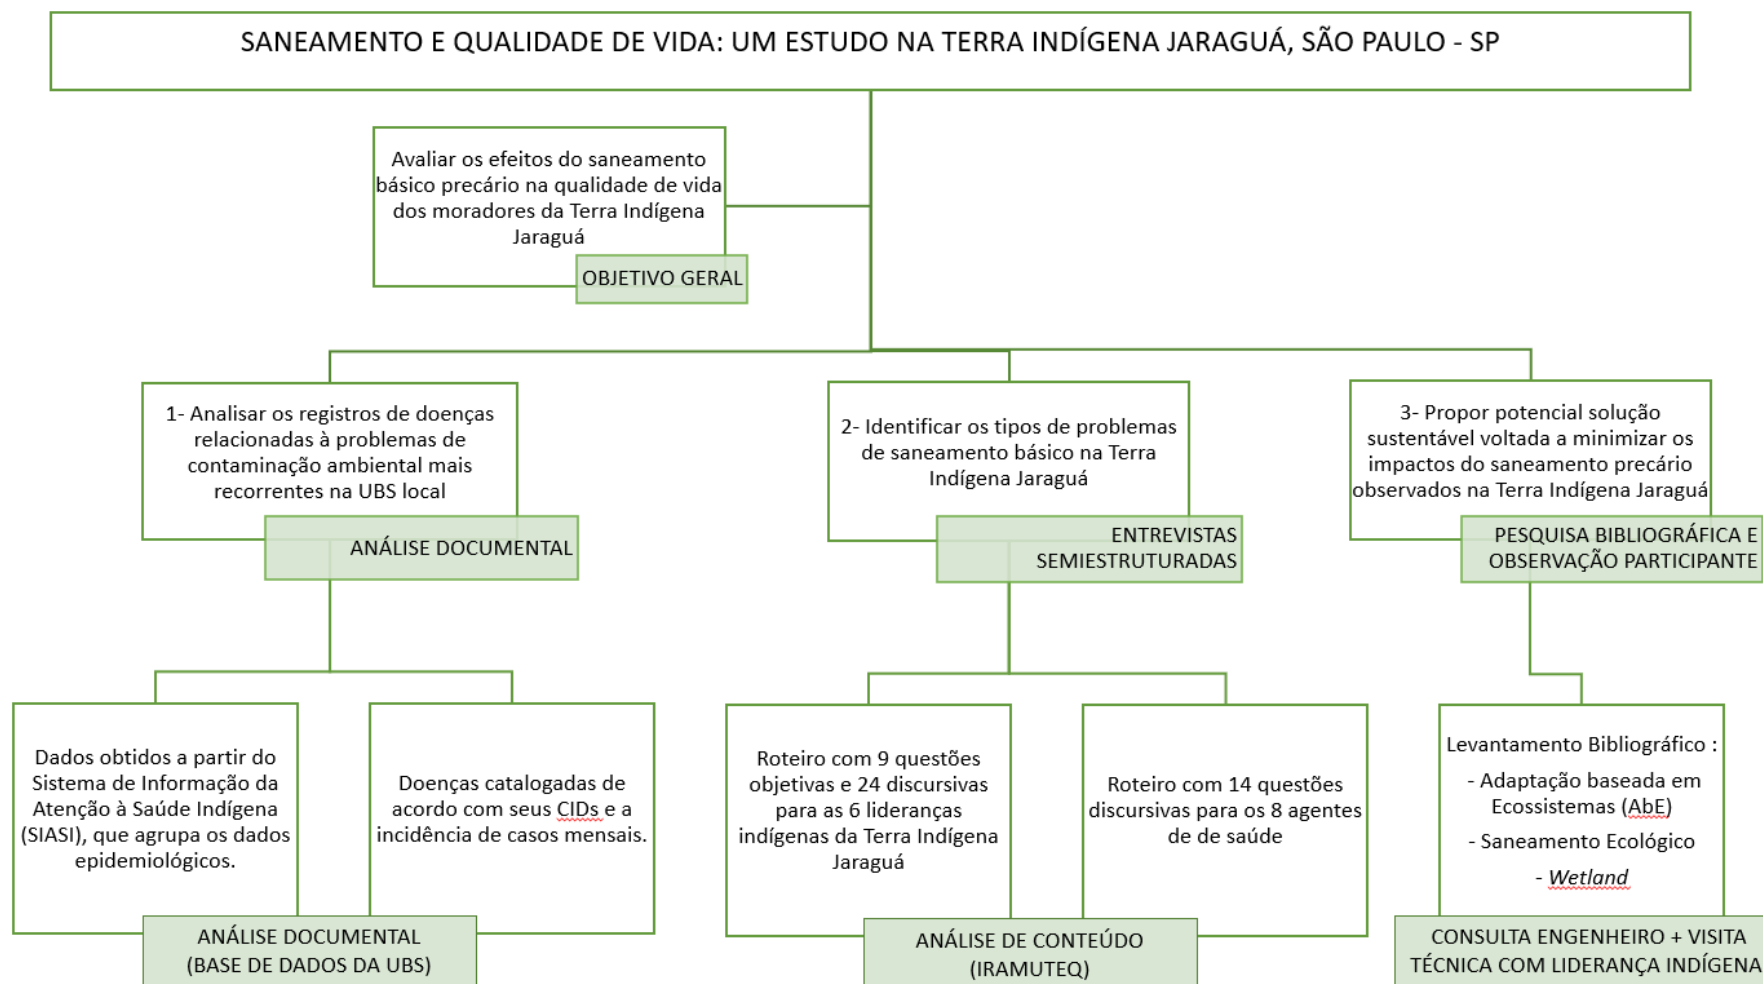 SANEAMENTO E QUALIDADE DE VIDA: UM ESTUDO NA TERRA INDÍGENA JARAGUÁ, SÃO PAULO - SP
Avaliar os efeitos do saneamento
básico precário na qualidade de vida
dos moradores da Terra Indígena
Jaraguá
OBJETIVO GERAL
1- Analisar os registros de doenças
relacionadas à problemas de
contaminação ambiental mais
recorrentes na UBS local
ANÁLISE DOCUMENTAL
2- Identificar os tipos de problemas
de saneamento básico na Terra
Indígena Jaraguá
ENTREVISTAS
SEMIESTRUTURADAS
3- Propor potencial solução
sustentável voltada a minimizar os
impactos do saneamento precário
observados na Terra Indígena Jaraguá
PESQUISA BIBLIOGRÁFICA E
OBSERVAÇÃO PARTICIPANTE
Dados obtidos a partir do
Sistema de Informação da
Atenção à Saúde Indígena
(SIASI), que agrupa os dados
epidemiológicos.
Doenças catalogadas de
acordo com seus CIDs e a
incidência de casos mensais.
ANÁLISE DOCUMENTAL
(BASE DE DADOS DA UBS)
Roteiro com 9 questões
objetivas e 24 discursivas
para as 6 lideranças
indígenas da Terra Indígena
Jaraguá
Roteiro com 14 questões
discursivas para os 8 agentes
de de saúde
ANÁLISE DE CONTEÚDO
(IRAMUTEQ)
Levantamento Bibliográfico :
- Adaptação baseada em
Ecossistemas (AbE)
- Saneamento Ecológico
- Wetland
CONSULTA ENGENHEIRO + VISITA
TÉCNICA COM LIDERANÇA INDÍGENA